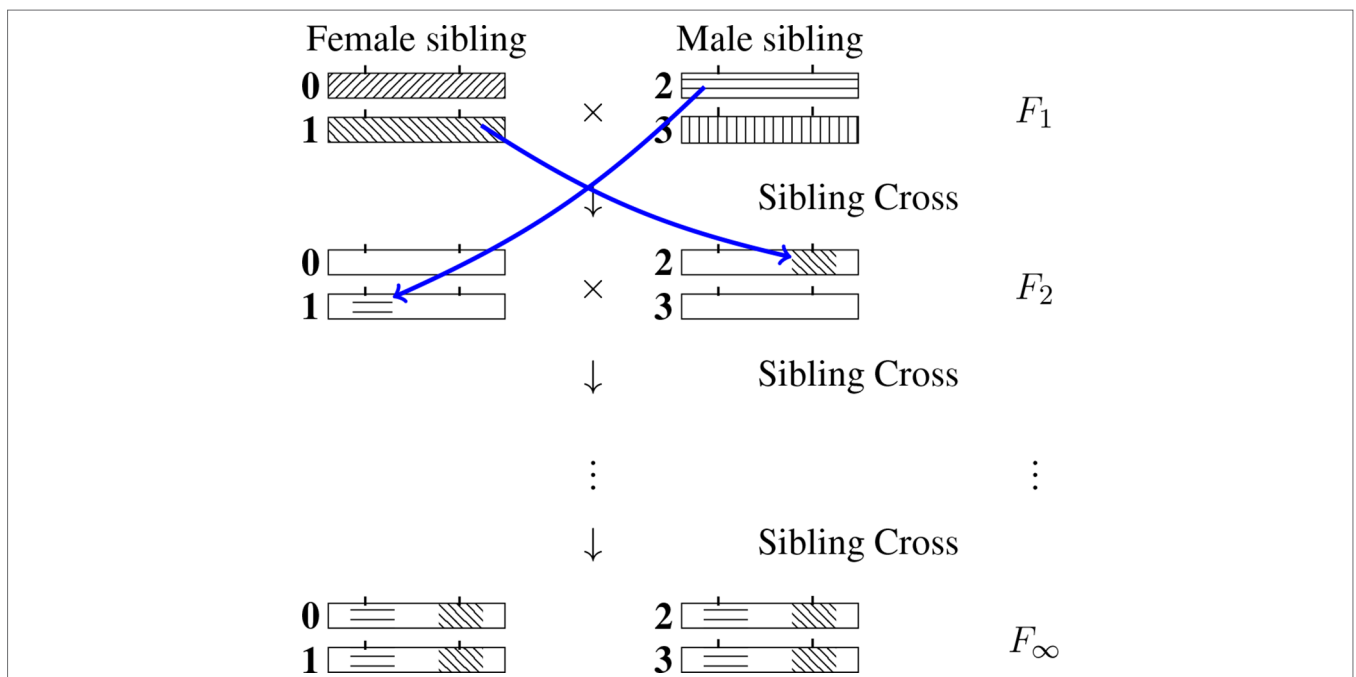 Female sibling Male sibling
0 2
× F₁
1 3
↓ Sibling Cross
0 2
× F₂
1 3
↓ Sibling Cross
⋮ ⋮
↓ Sibling Cross
0 2
F∞
1 3